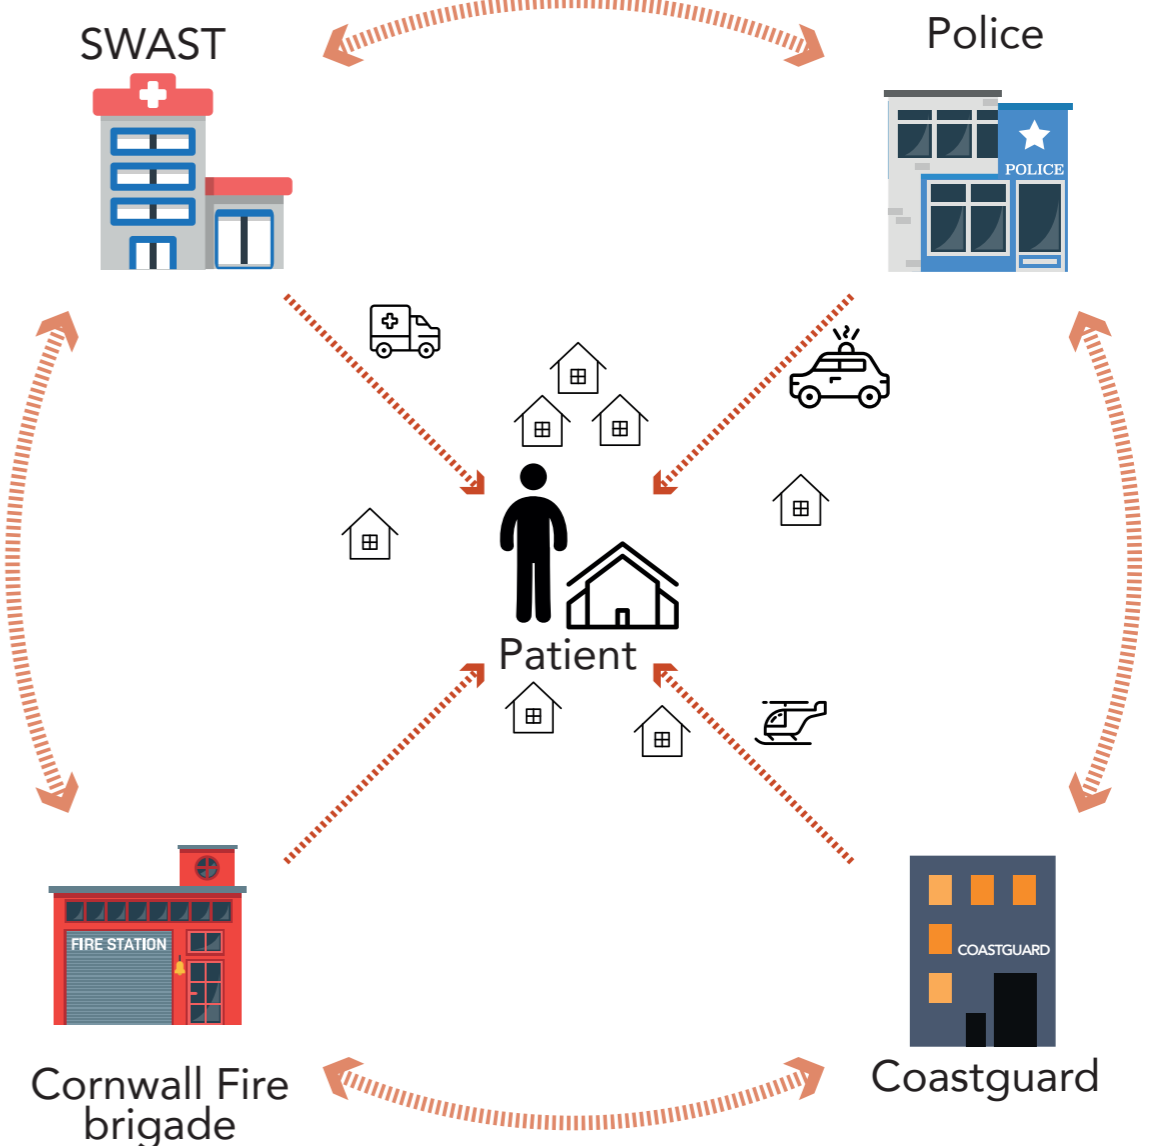 SWAST
Police
POLICE
Patient
FIRE STATION
COASTGUARD
Cornwall Fire
brigade
Coastguard